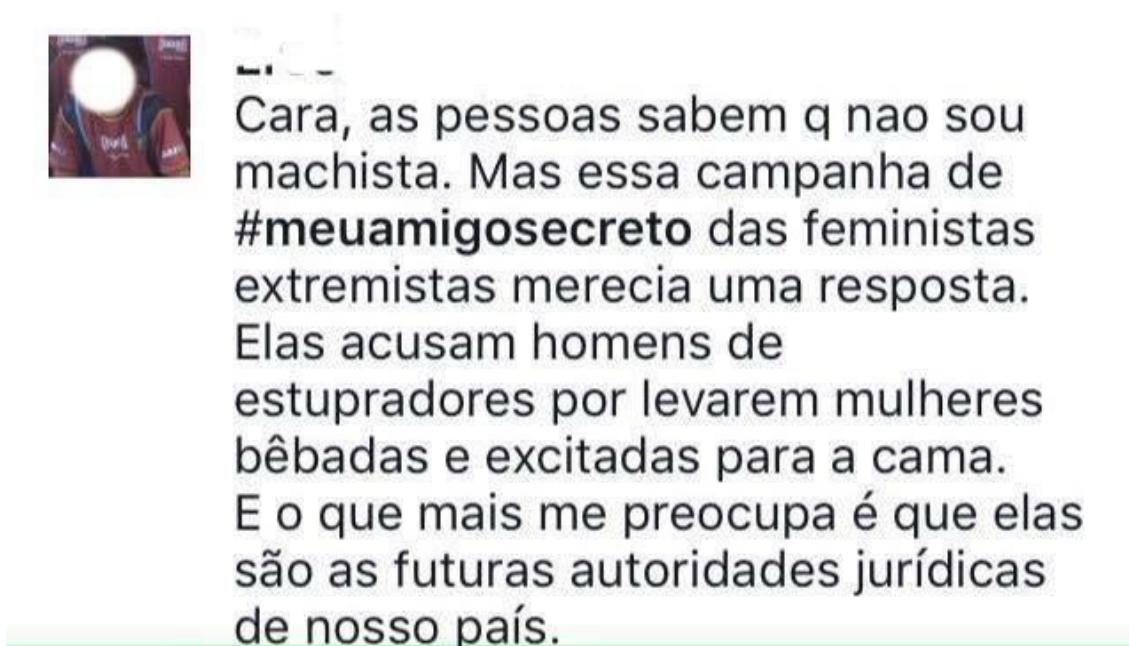 Cara, as pessoas sabem q nao sou
machista. Mas essa campanha de
#meuamigosecreto das feministas
extremistas merecia uma resposta.
Elas acusam homens de
estupradores por levarem mulheres
bêbadas e excitadas para a cama.
E o que mais me preocupa é que elas
são as futuras autoridades jurídicas
de nosso país.